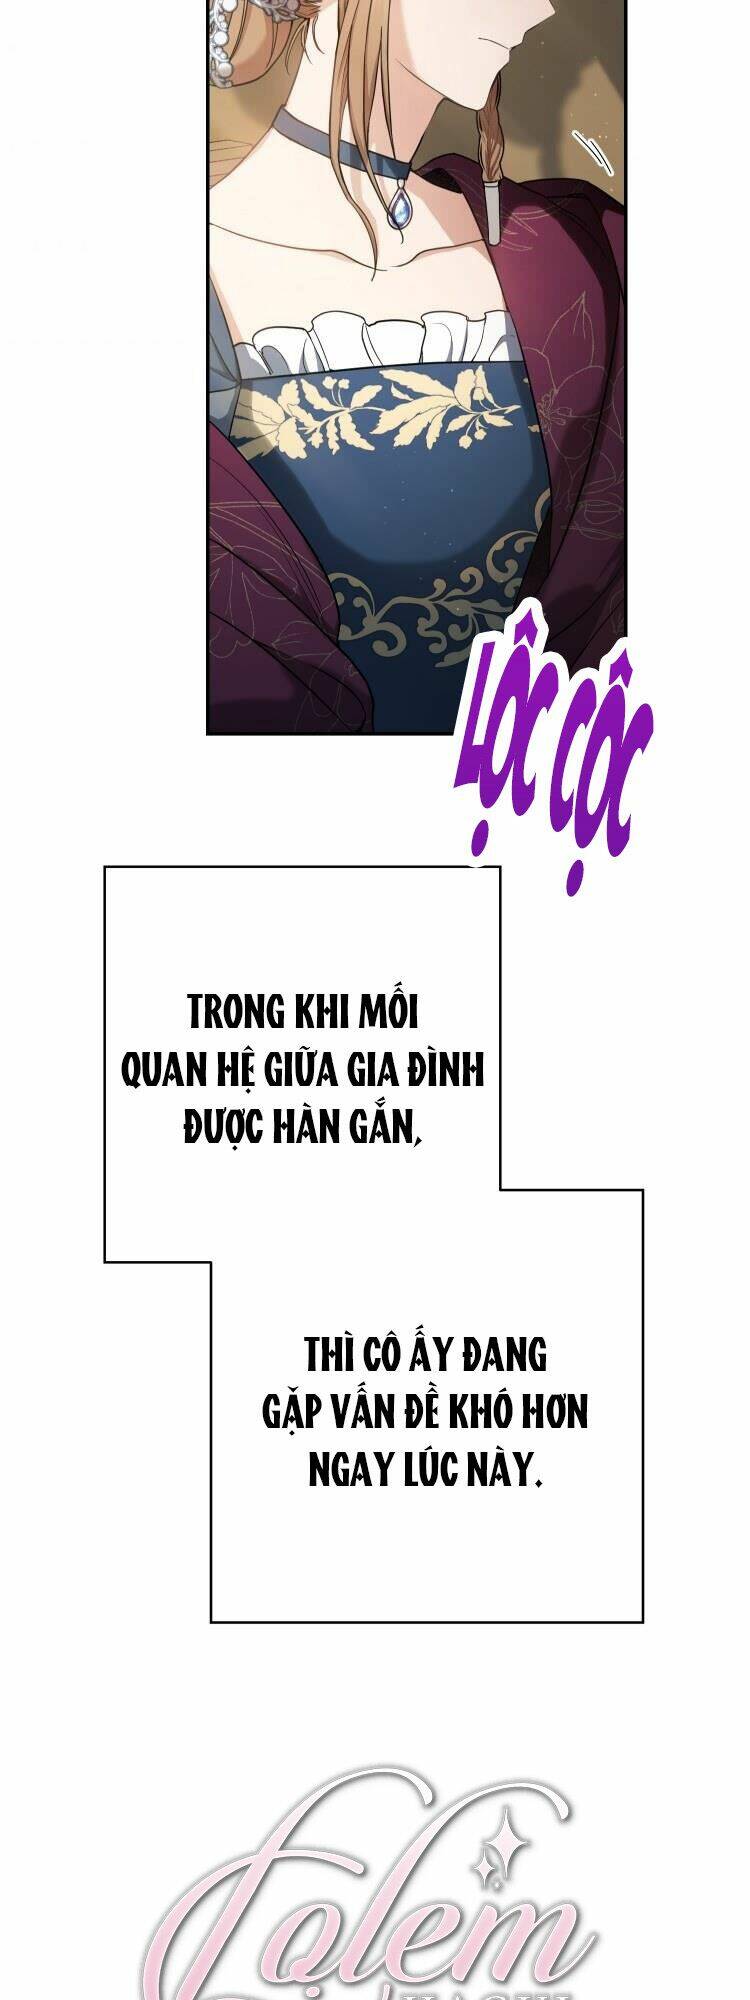 LỘC CỘC
TRONG KHI MỐI
QUAN HỆ GIỮA GIA ĐÌNH
ĐƯỢC HÀN GẮN,
THÌ CÔ ẤY ĐANG
GẶP VẤN ĐỀ KHÓ HƠN
NGAY LÚC NÀY.